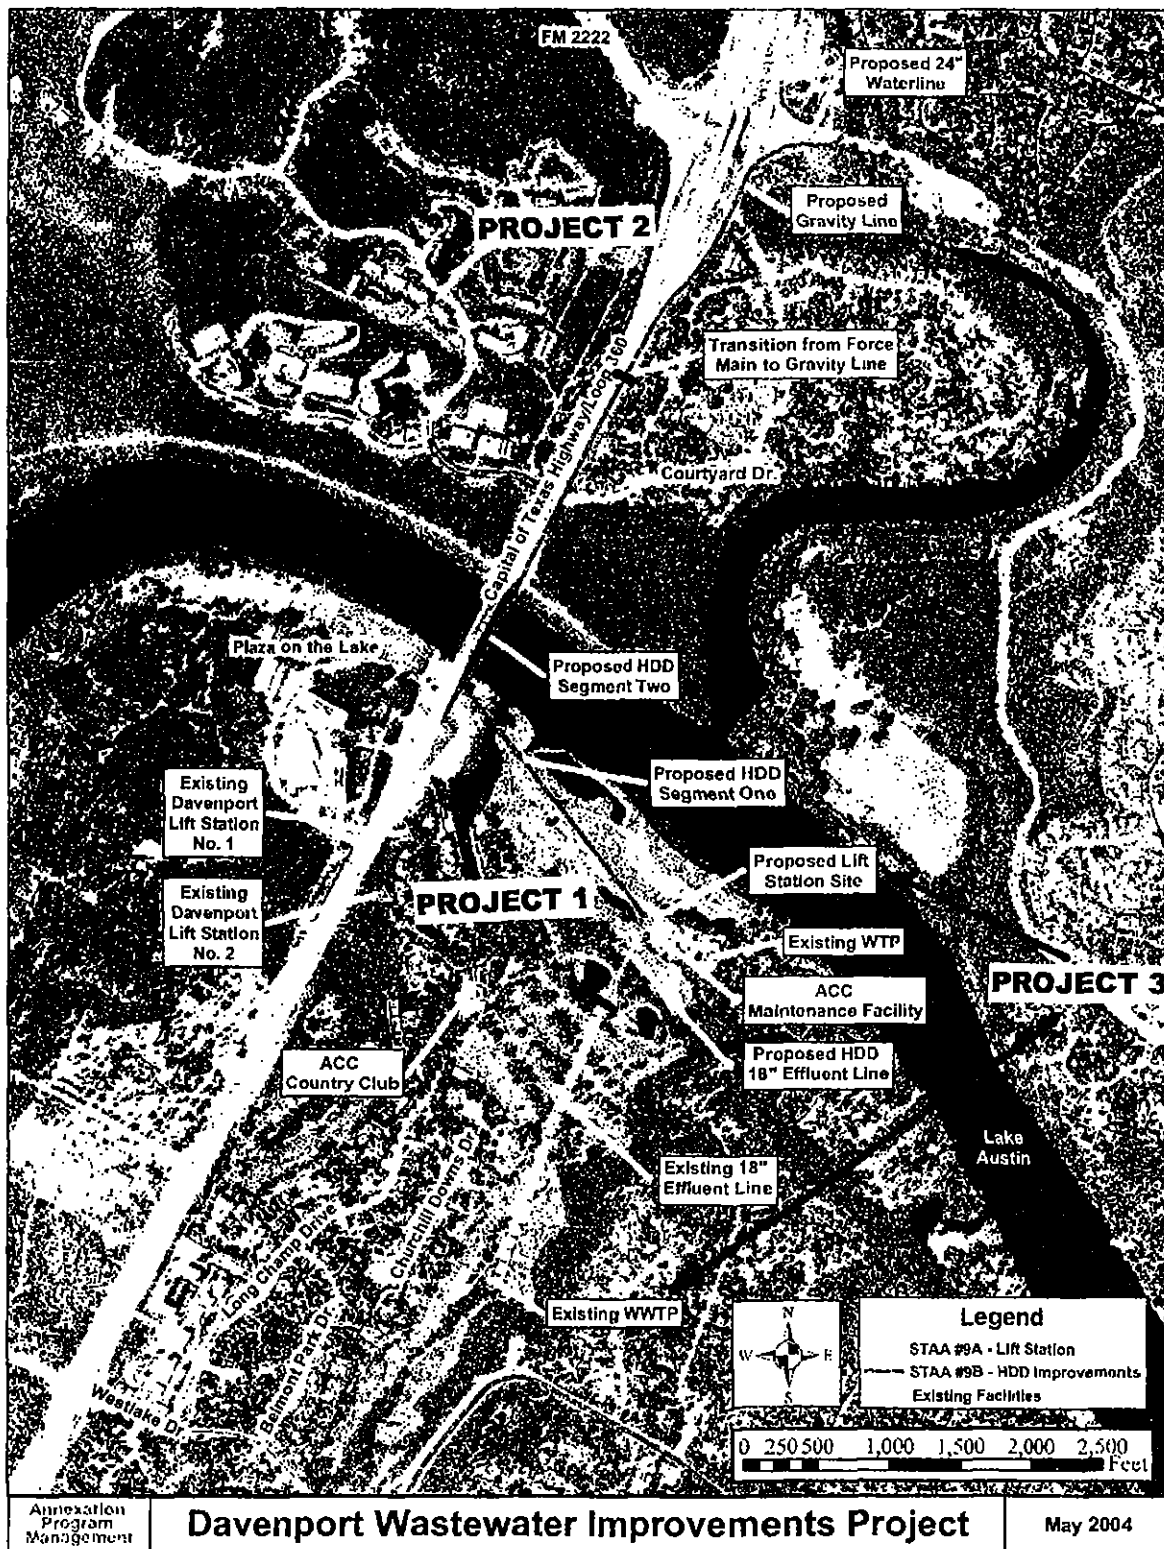 FM 2222
Proposed 24"
Waterline
Proposed
Gravity Line
PROJECT 2
Transition from Force
Main to Gravity Line
Capital of Texas Highway/Loop 360
Courtyard Dr.
Plaza on the Lake
Proposed HDD
Segment Two
Proposed HDD
Segment One
Existing
Davenport
Lift Station
No. 1
Proposed Lift
Station Site
PROJECT 1
Existing
Davenport
Lift Station
No. 2
Existing WTP
PROJECT 3
ACC
Maintonance Facility
ACC
Country Club
Proposed HDD
18" Effluent Line
Lake
Austin
Existing 18"
Effluent Line
Churchill Downs Dr.
Long Champ Drive
Belmont Park Dr.
Westlake Dr.
Existing WWTP
N
W E
S
Legend
STAA #9A - Lift Station
STAA #9B - HDD Improvements
Existing Facilities
0 250 500 1,000 1,500 2,000 2,500
Feet
Annexation
Program
Management
Davenport Wastewater Improvements Project
May 2004